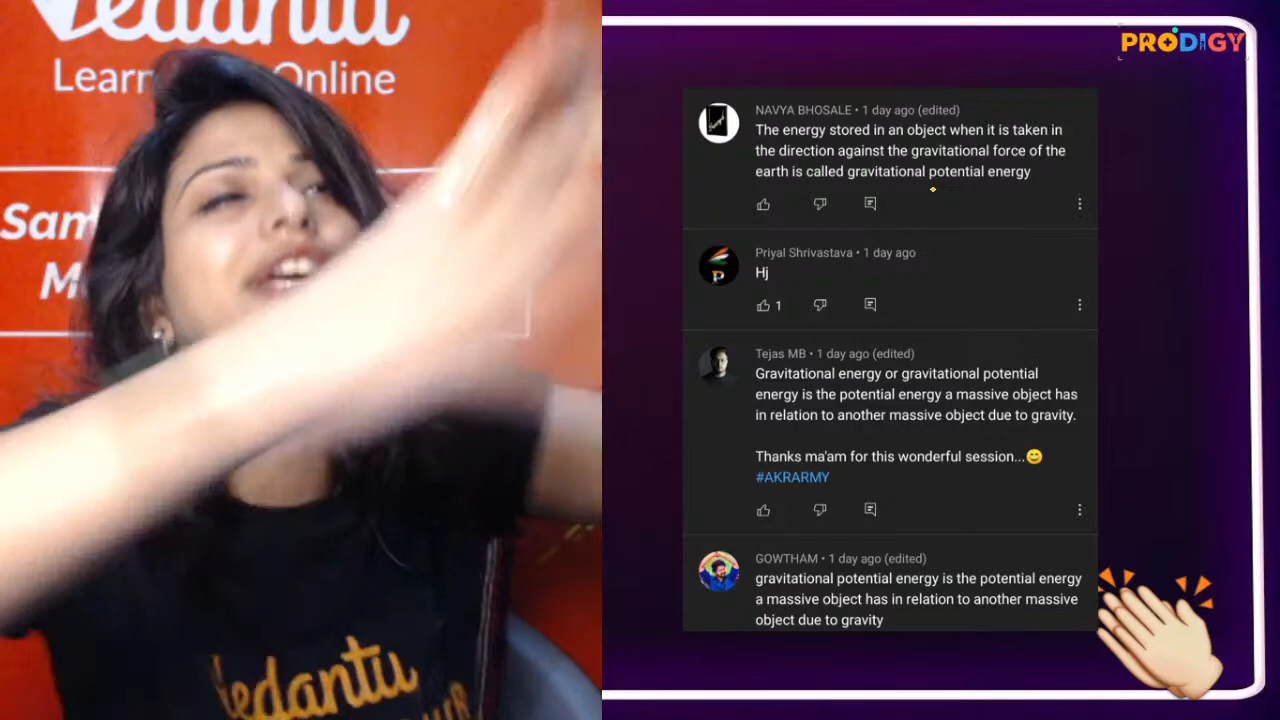 Vedantu
Online
PRODIGY
NAVYA BHOSALE • 1 day ago (edited)
The energy stored in an object when it is taken in
the direction against the gravitational force of the
earth is called gravitational potential energy
Priyal Shrivastava • 1 day ago
Hj
1
Tejas MB • 1 day ago (edited)
Gravitational energy or gravitational potential
energy is the potential energy a massive object has
in relation to another massive object due to gravity.
Thanks ma'am for this wonderful session...😊
#AKRARMY
GOWTHAM • 1 day ago (edited)
gravitational potential energy is the potential energy
a massive object has in relation to another massive
object due to gravity
Vedantu